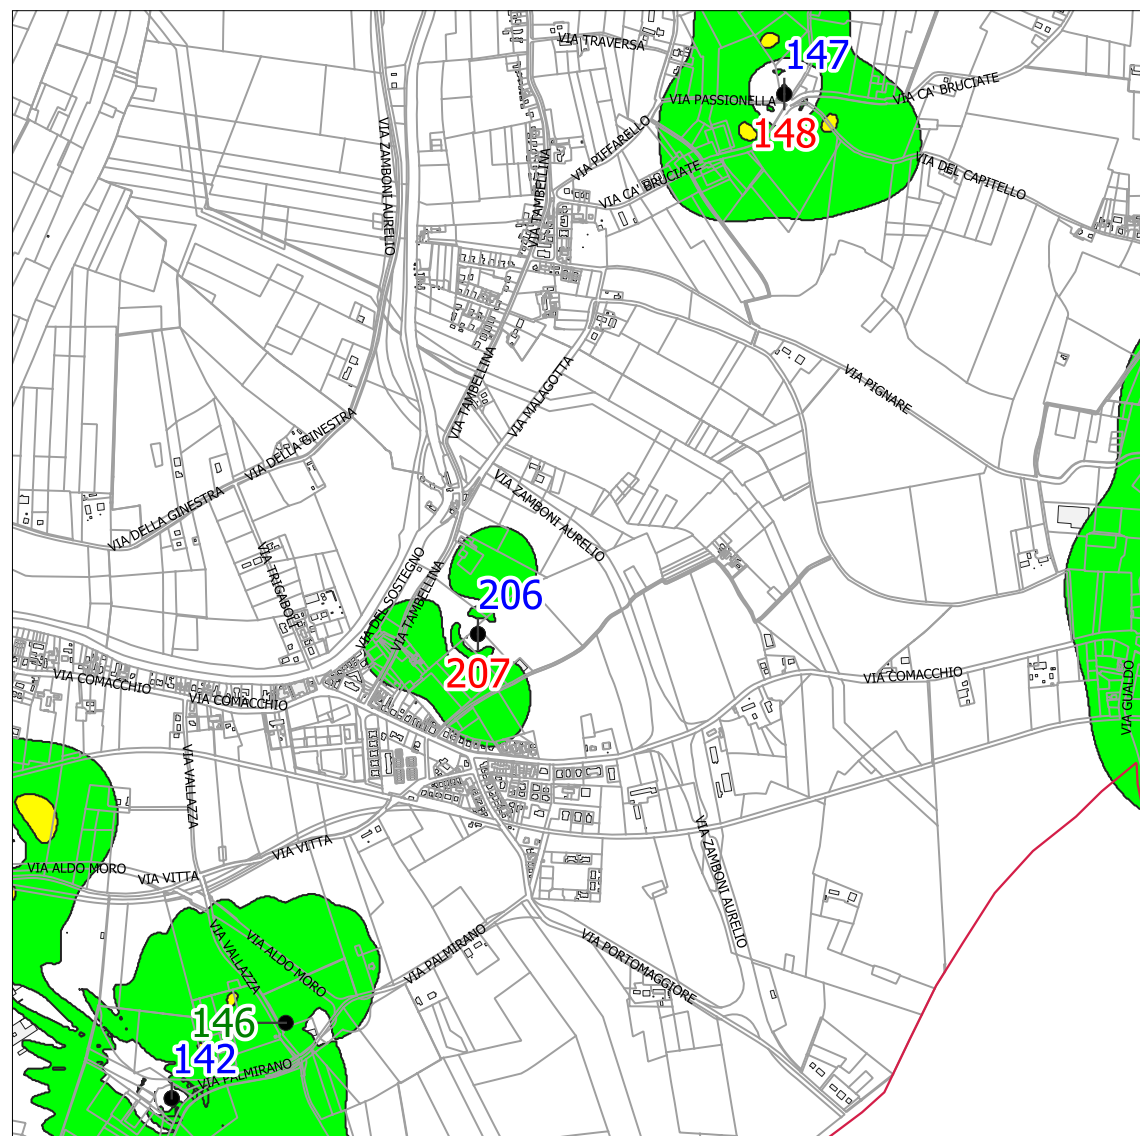 VIA TRAVERSA
147
VIA CA' BRUCIATE
VIA PASSIONELLA
148
VIA ZAMBONI AURELIO
VIA TAMBELLINA
VIA PIFFARELLO
VIA CA' BRUCIATE
VIA DEL CAPITELLO
VIA TAMBELLINA
VIA MALAGOTTA
VIA PIGNARE
VIA DELLA GINESTRA
VIA DELLA GINESTRA
VIA ZAMBONI AURELIO
VIA TRIGABOLI
VIA DEL SOSTEGNO
VIA TAMBELLINA
206
207
VIA COMACCHIO
VIA COMACCHIO
VIA COMACCHIO
VIA GUALDO
VIA VALLAZZA
VIA VITTA
VIA ALDO MORO
VIA VITTA
VIA ZAMBONI AURELIO
VIA VALLAZZA
VIA ALDO MORO
VIA PALMIRANO
VIA PORTOMAGGIORE
146
142
VIA PALMIRANO